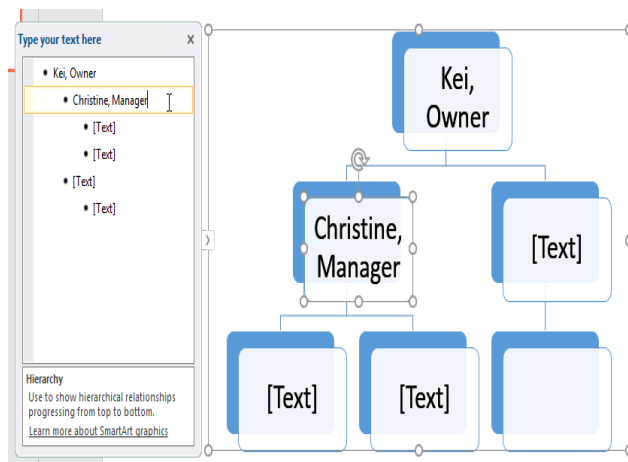 Type your text here
Kei, Owner
Christine, Manager
[Text]
[Text]
[Text]
[Text]
Hierarchy
Use to show hierarchical relationships
progressing from top to bottom.
Learn more about SmartArt graphics
Kei,
Owner
Christine,
Manager
[Text]
[Text]
[Text]